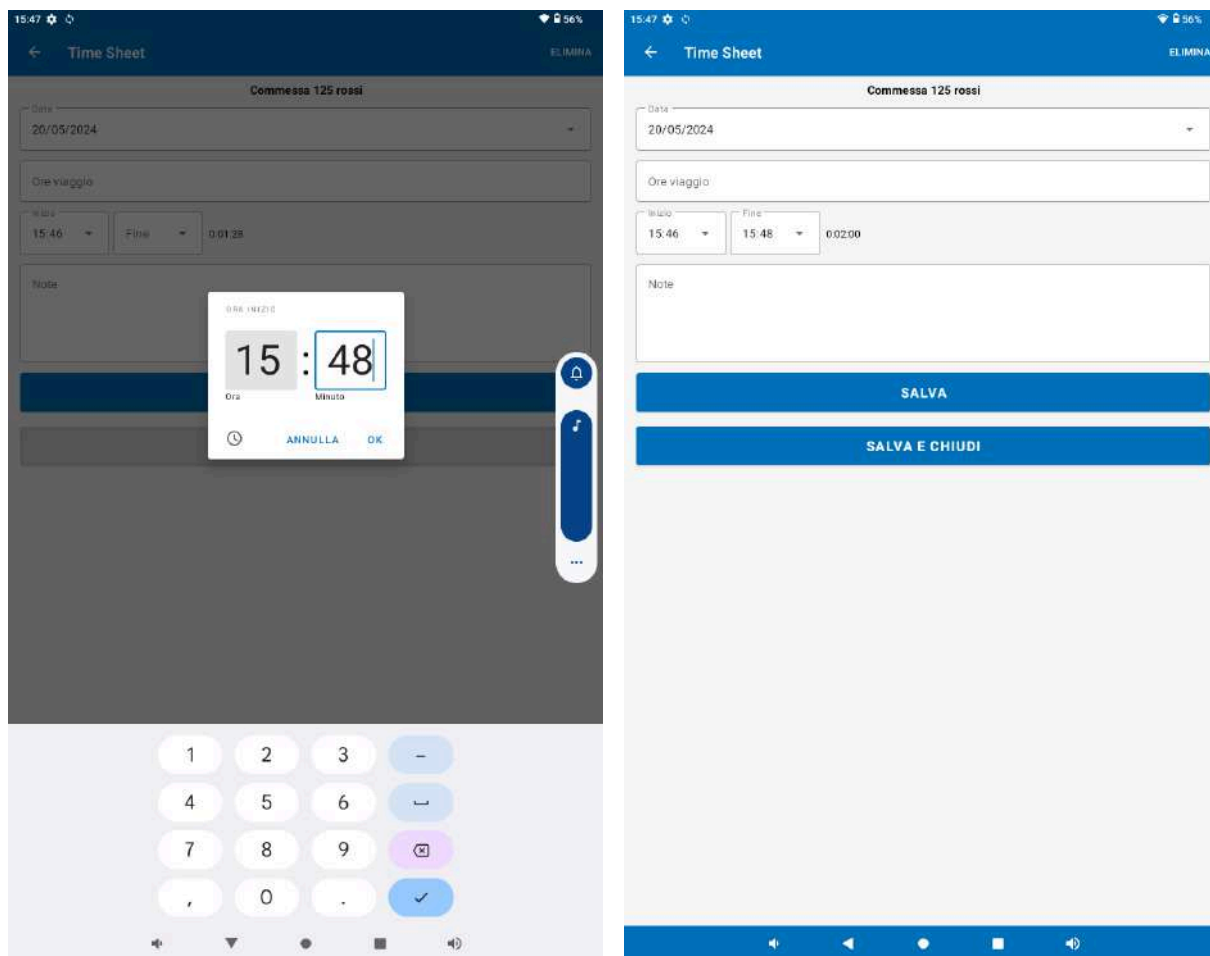 15:47 56%
Time Sheet ELIMINA
Commessa 125 rossi
Data
20/05/2024
Ore viaggio
Inizio
15:46 Fine 0:01:28
Note
ORA INIZIO
15 : 48
Ora Minuto
ANNULLA OK
1 2 3 -
4 5 6
7 8 9
, 0 .
15:47 56%
Time Sheet ELIMINA
Commessa 125 rossi
Data
20/05/2024
Ore viaggio
Inizio Fine
15:46 15:48 0:02:00
Note
SALVA
SALVA E CHIUDI